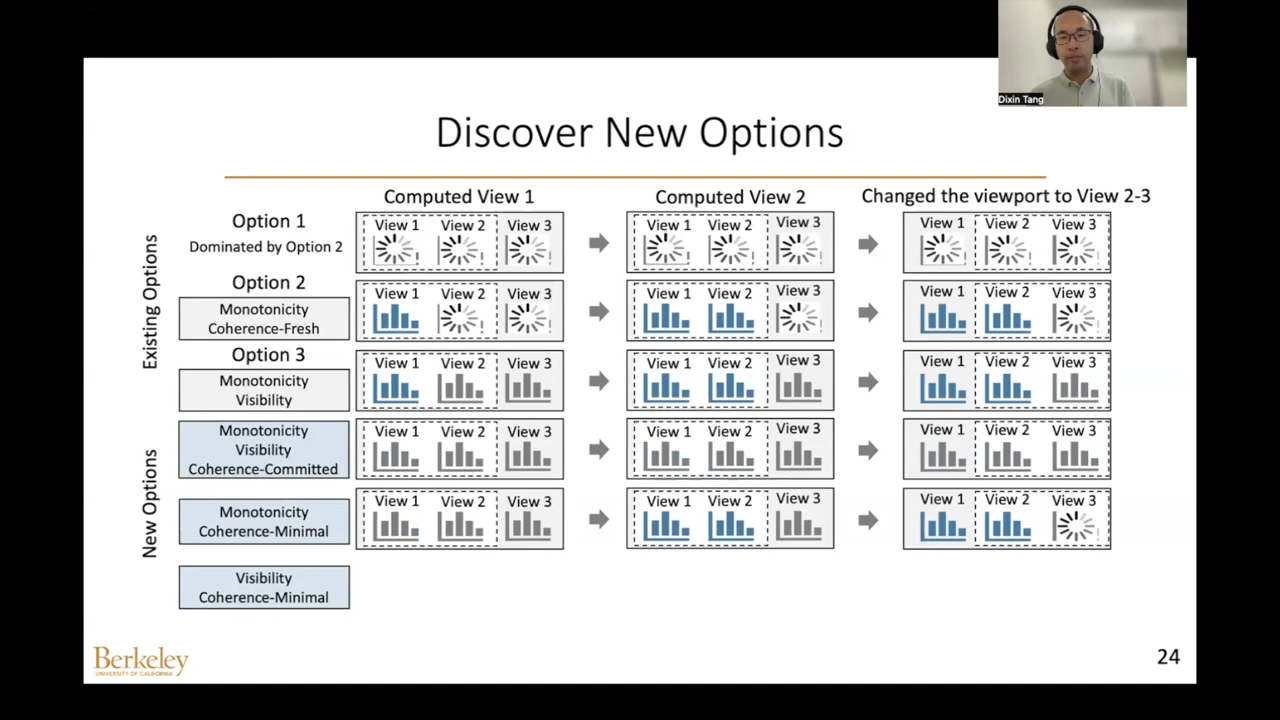 Dixin Tang
Discover New Options
Computed View 1
Computed View 2
Changed the viewport to View 2-3
Existing Options
Option 1
Dominated by Option 2
View 1 View 2 View 3
View 1 View 2 View 3
View 1 View 2 View 3
Option 2
Monotonicity
Coherence-Fresh
View 1 View 2 View 3
View 1 View 2 View 3
View 1 View 2 View 3
Option 3
Monotonicity
Visibility
View 1 View 2 View 3
View 1 View 2 View 3
View 1 View 2 View 3
New Options
Monotonicity
Visibility
Coherence-Committed
View 1 View 2 View 3
View 1 View 2 View 3
View 1 View 2 View 3
Monotonicity
Coherence-Minimal
View 1 View 2 View 3
View 1 View 2 View 3
View 1 View 2 View 3
Visibility
Coherence-Minimal
Berkeley
UNIVERSITY OF CALIFORNIA
24